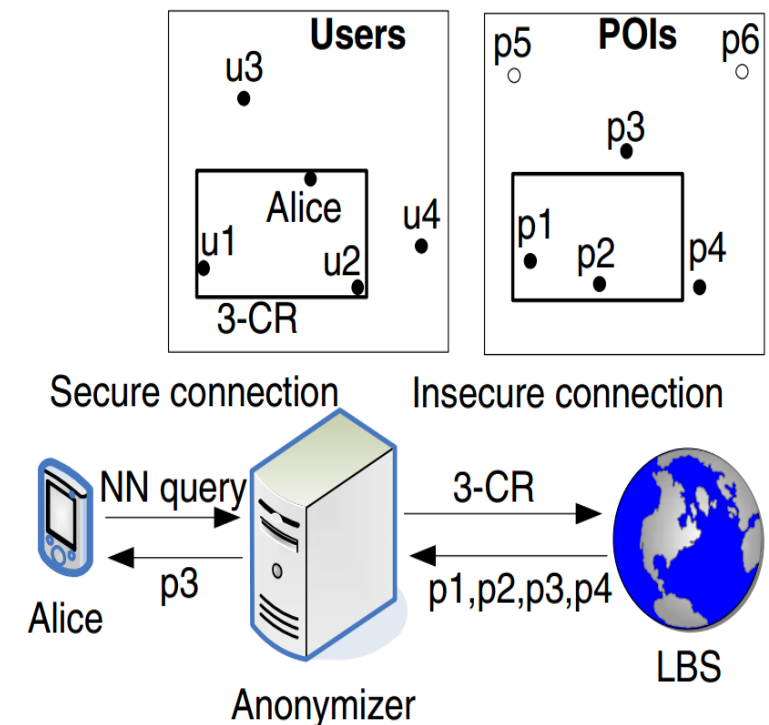 Users
u3
Alice
u4
u1
u2
3-CR
POIs
p5
p6
p3
p1
p2
p4
Secure connection
Insecure connection
NN query
3-CR
p3
p1,p2,p3,p4
Alice
LBS
Anonymizer